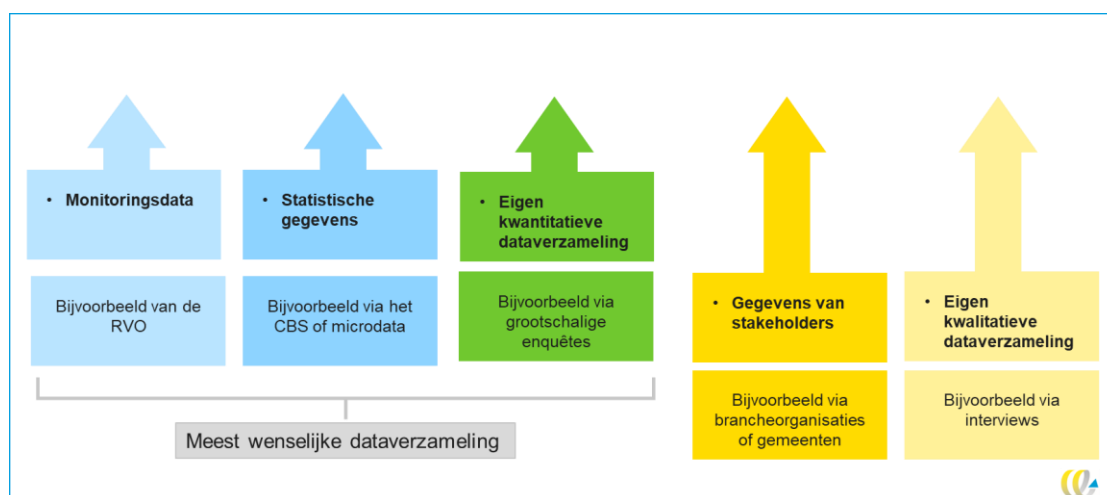 • Monitoringsdata
Bijvoorbeeld van de
RVO
• Statistische
gegevens
Bijvoorbeeld via het
CBS of microdata
• Eigen
kwantitatieve
dataverzameling
Bijvoorbeeld via
grootschalige
enquêtes
• Gegevens van
stakeholders
Bijvoorbeeld via
brancheorganisaties
of gemeenten
• Eigen
kwalitatieve
dataverzameling
Bijvoorbeeld via
interviews
Meest wenselijke dataverzameling